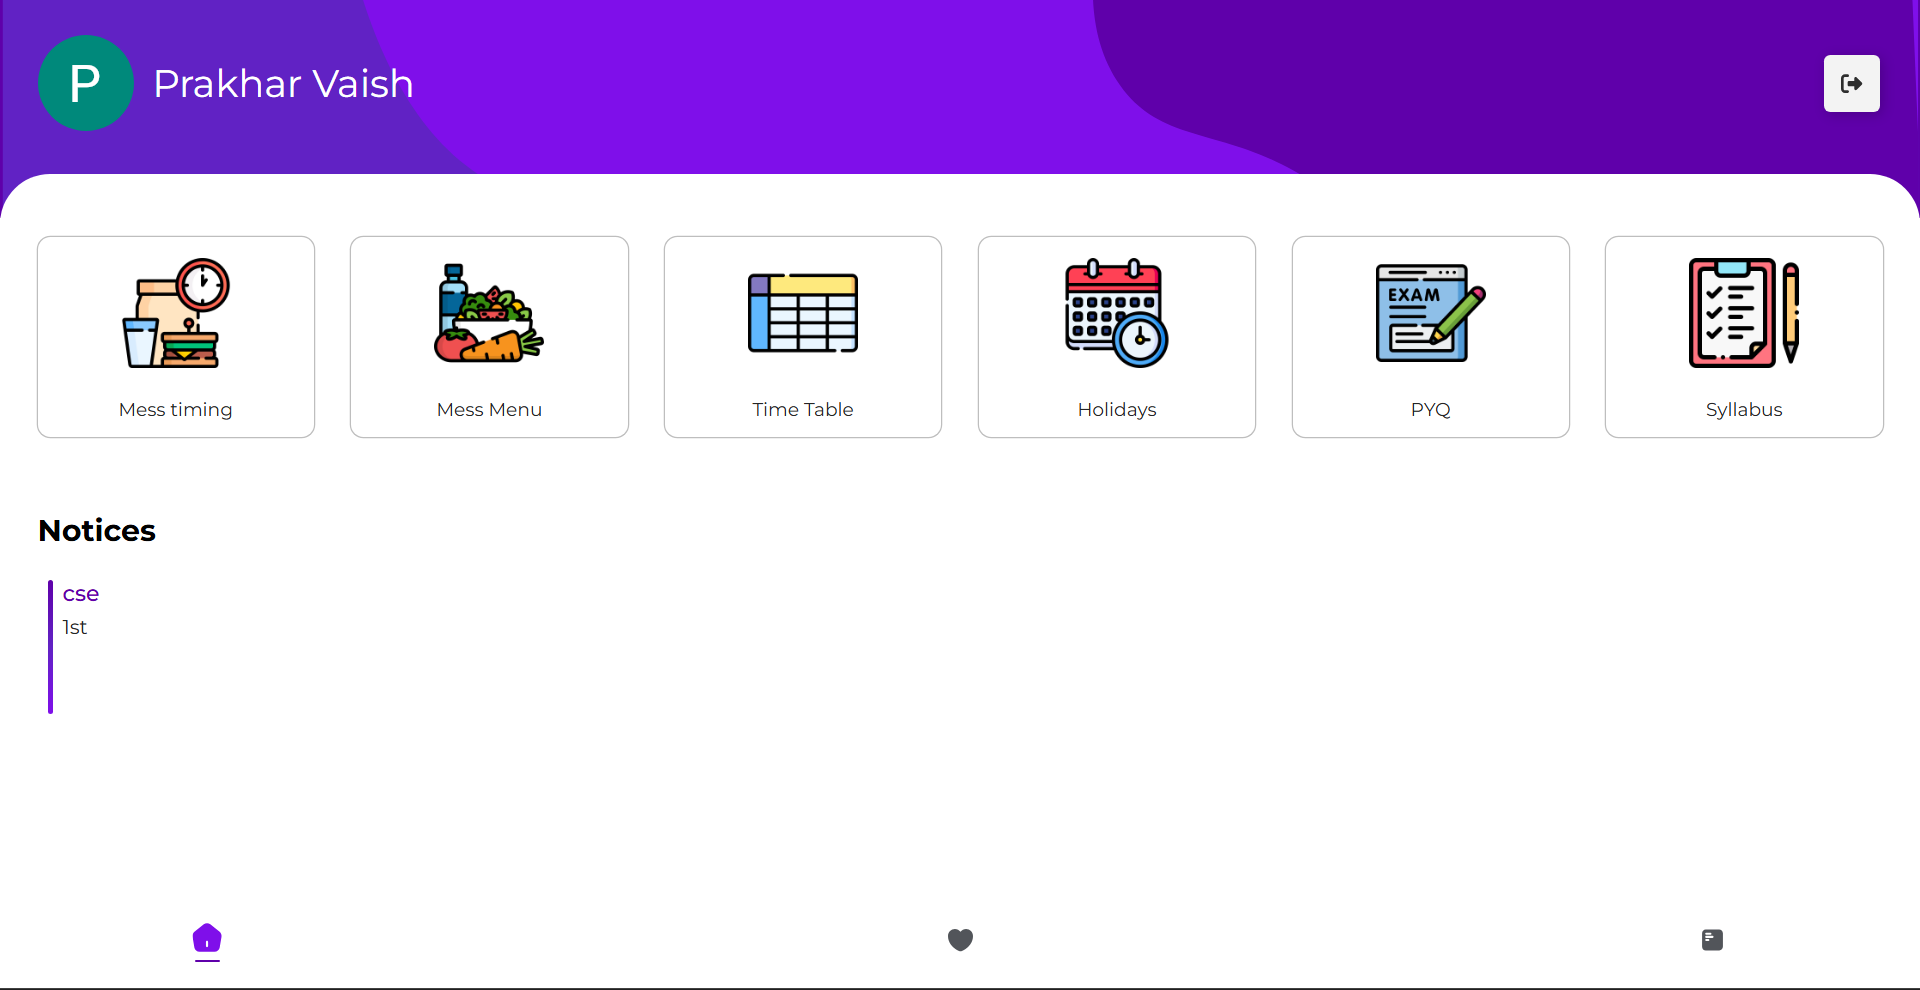 P
Prakhar Vaish
Mess timing
Mess Menu
Time Table
Holidays
EXAM
PYQ
Syllabus
Notices
cse
1st